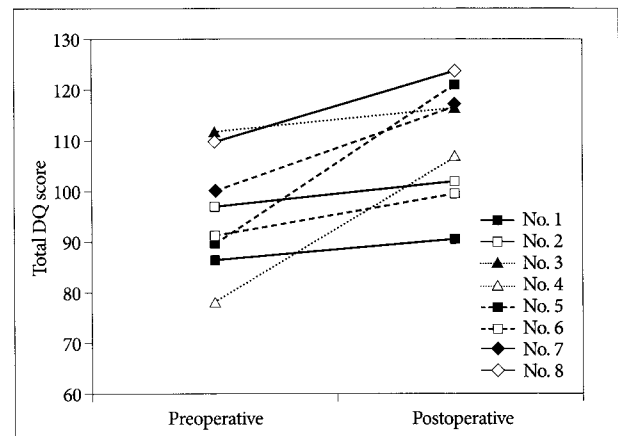 130
120
110
100
90
80
70
60
Total DQ score
Preoperative
Postoperative
No. 1
No. 2
No. 3
No. 4
No. 5
No. 6
No. 7
No. 8